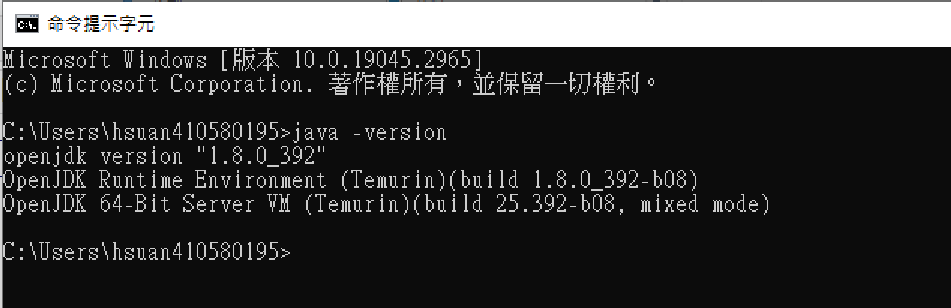 命令提示字元
Microsoft Windows [版本 10.0.19045.2965]
(c) Microsoft Corporation. 著作權所有，並保留一切權利。
C:\Users\hsuan410580195>java -version
openjdk version "1.8.0_392"
OpenJDK Runtime Environment (Temurin)(build 1.8.0_392-b08)
OpenJDK 64-Bit Server VM (Temurin)(build 25.392-b08, mixed mode)
C:\Users\hsuan410580195>